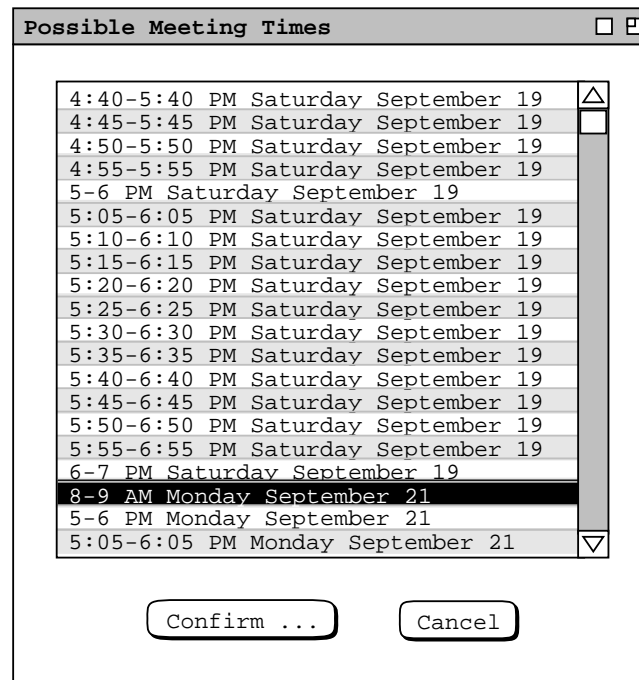 Possible Meeting Times
4:40-5:40 PM Saturday September 19
4:45-5:45 PM Saturday September 19
4:50-5:50 PM Saturday September 19
4:55-5:55 PM Saturday September 19
5-6 PM Saturday September 19
5:05-6:05 PM Saturday September 19
5:10-6:10 PM Saturday September 19
5:15-6:15 PM Saturday September 19
5:20-6:20 PM Saturday September 19
5:25-6:25 PM Saturday September 19
5:30-6:30 PM Saturday September 19
5:35-6:35 PM Saturday September 19
5:40-6:40 PM Saturday September 19
5:45-6:45 PM Saturday September 19
5:50-6:50 PM Saturday September 19
5:55-6:55 PM Saturday September 19
6-7 PM Saturday September 19
8-9 AM Monday September 21
5-6 PM Monday September 21
5:05-6:05 PM Monday September 21
Confirm ... Cancel